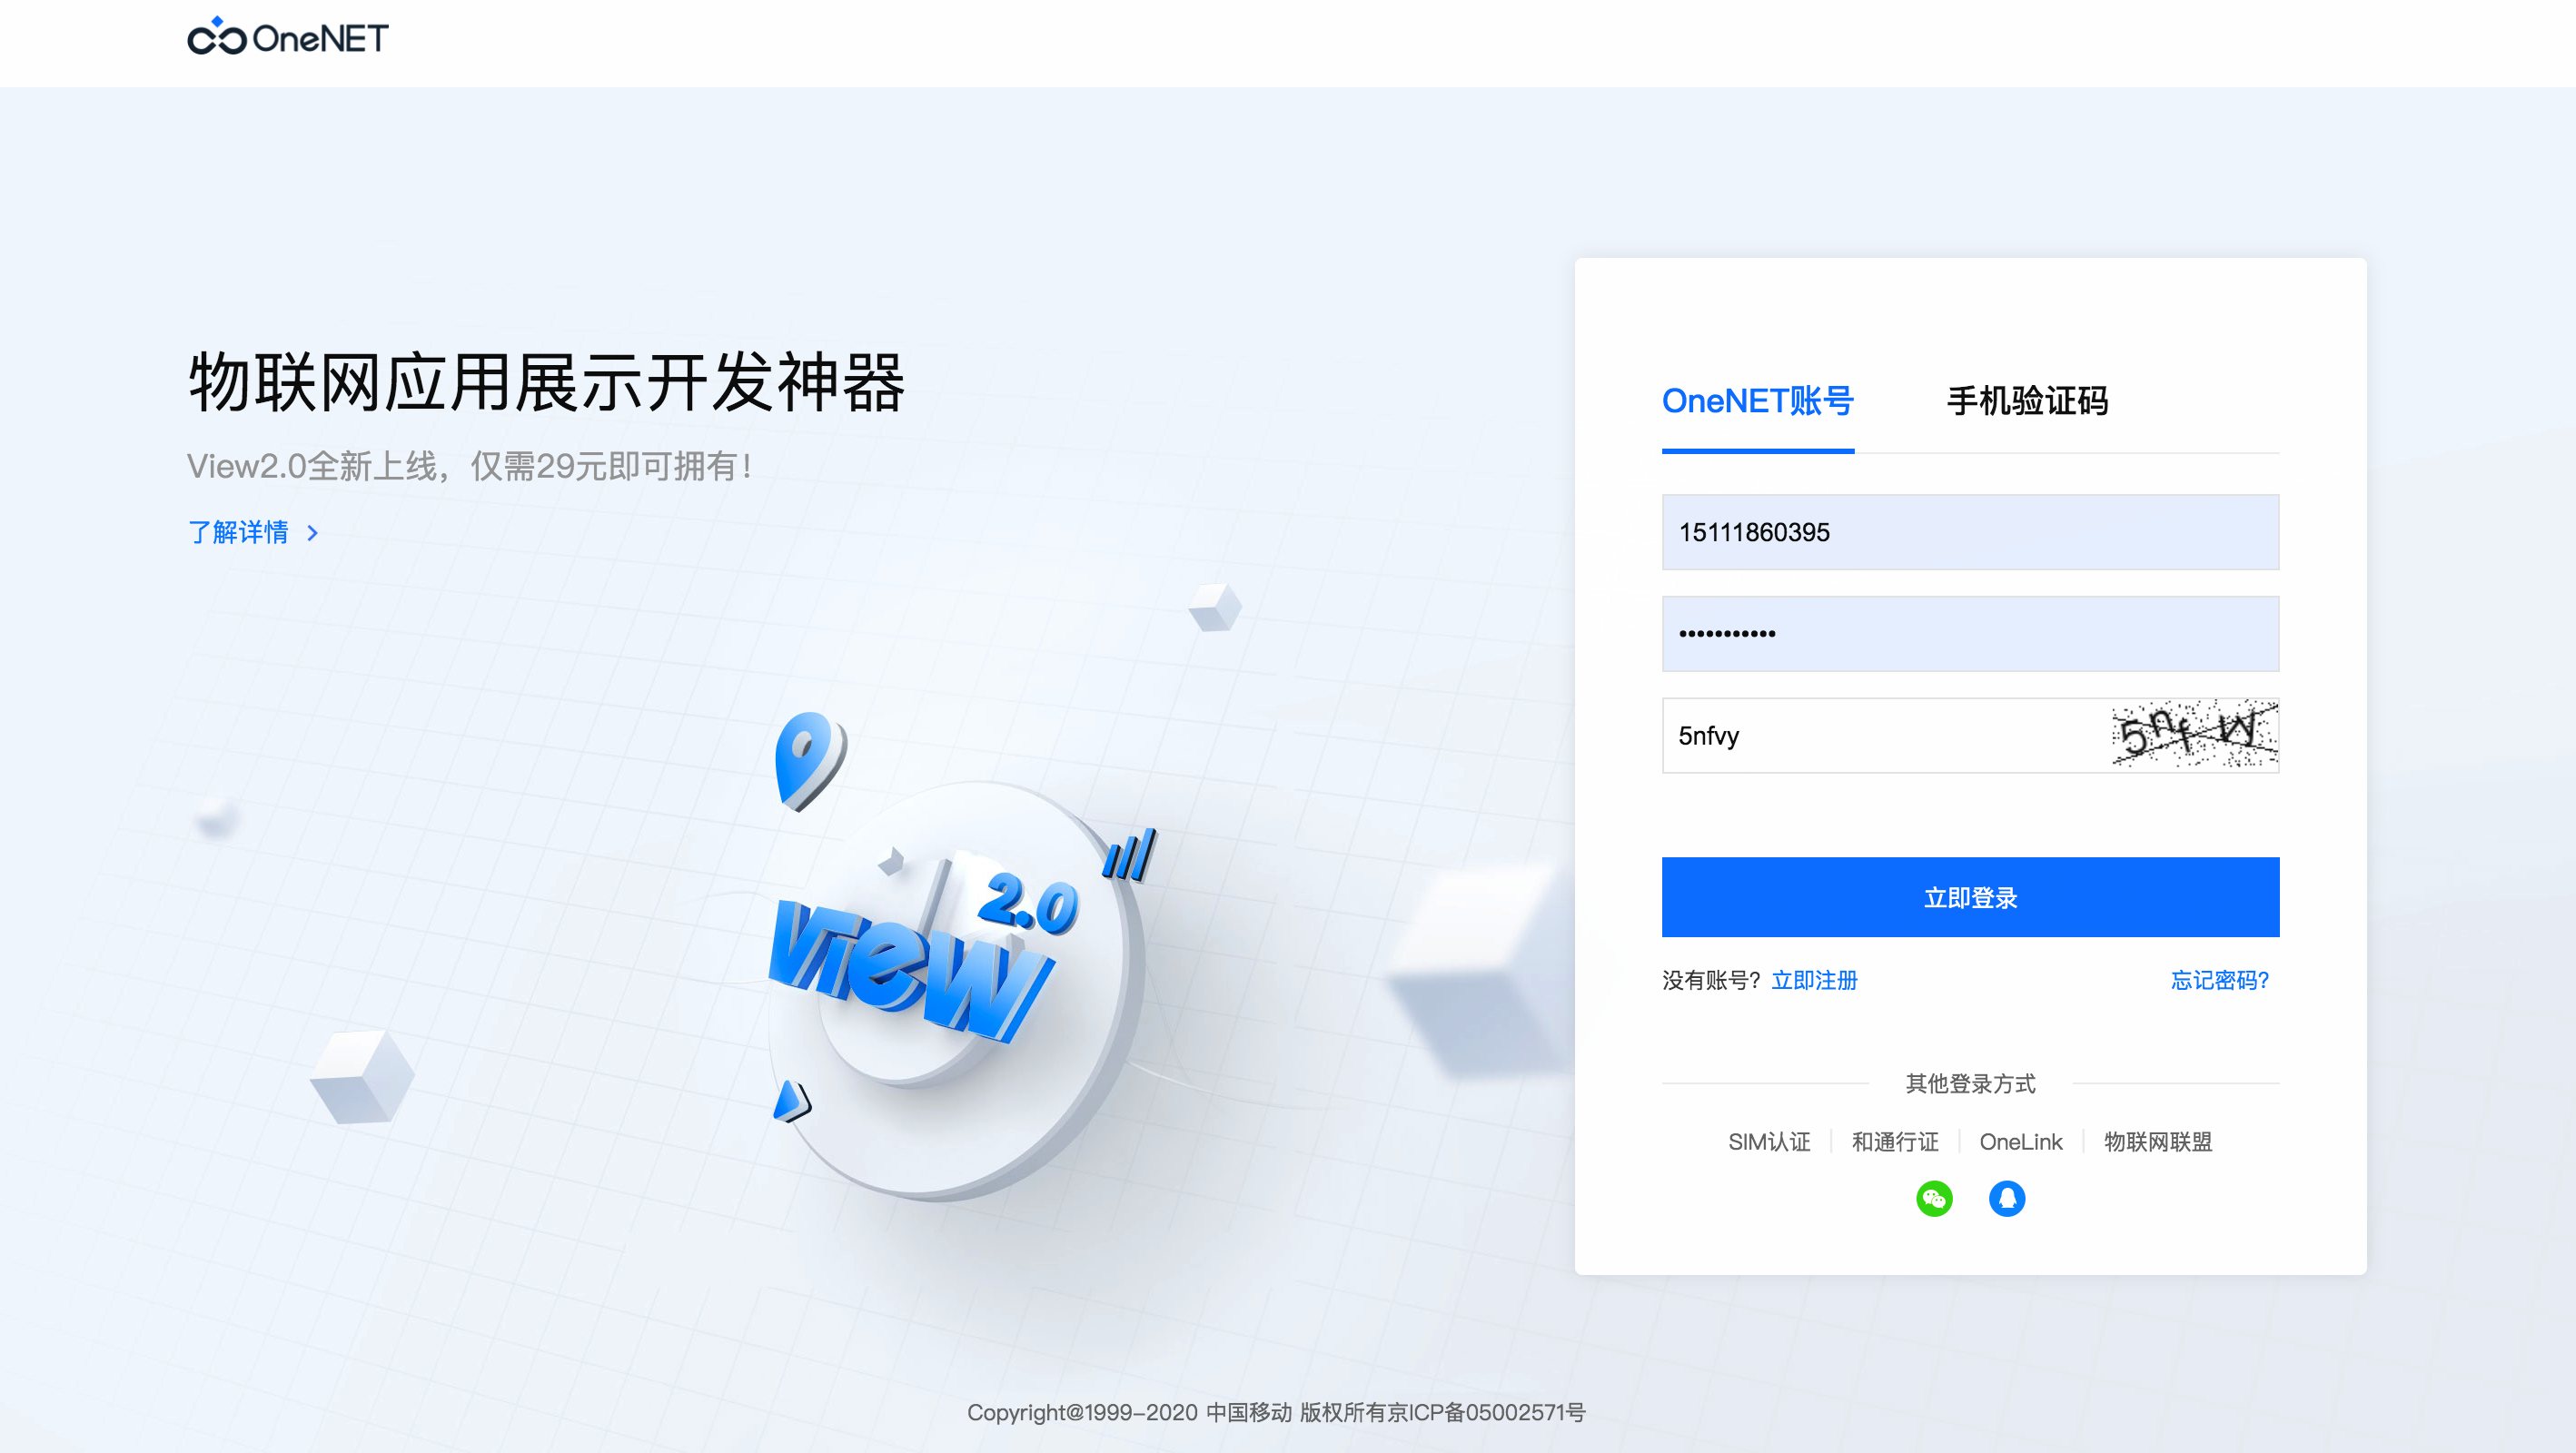 OneNET
物联网应用展示开发神器
View2.0全新上线，仅需29元即可拥有！
了解详情
View 2.0
OneNET账号 手机验证码
15111860395
5nfvy
立即登录
没有账号？ 立即注册 忘记密码？
其他登录方式
SIM认证 和通行证 OneLink 物联网联盟
Copyright@1999-2020 中国移动 版权所有京ICP备05002571号